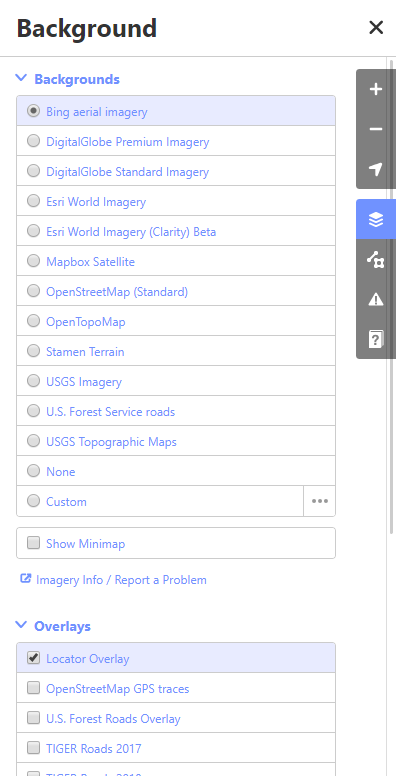 Background
Backgrounds
Bing aerial imagery
DigitalGlobe Premium Imagery
DigitalGlobe Standard Imagery
Esri World Imagery
Esri World Imagery (Clarity) Beta
Mapbox Satellite
OpenStreetMap (Standard)
OpenTopoMap
Stamen Terrain
USGS Imagery
U.S. Forest Service roads
USGS Topographic Maps
None
Custom
Show Minimap
Imagery Info / Report a Problem
Overlays
Locator Overlay
OpenStreetMap GPS traces
U.S. Forest Roads Overlay
TIGER Roads 2017